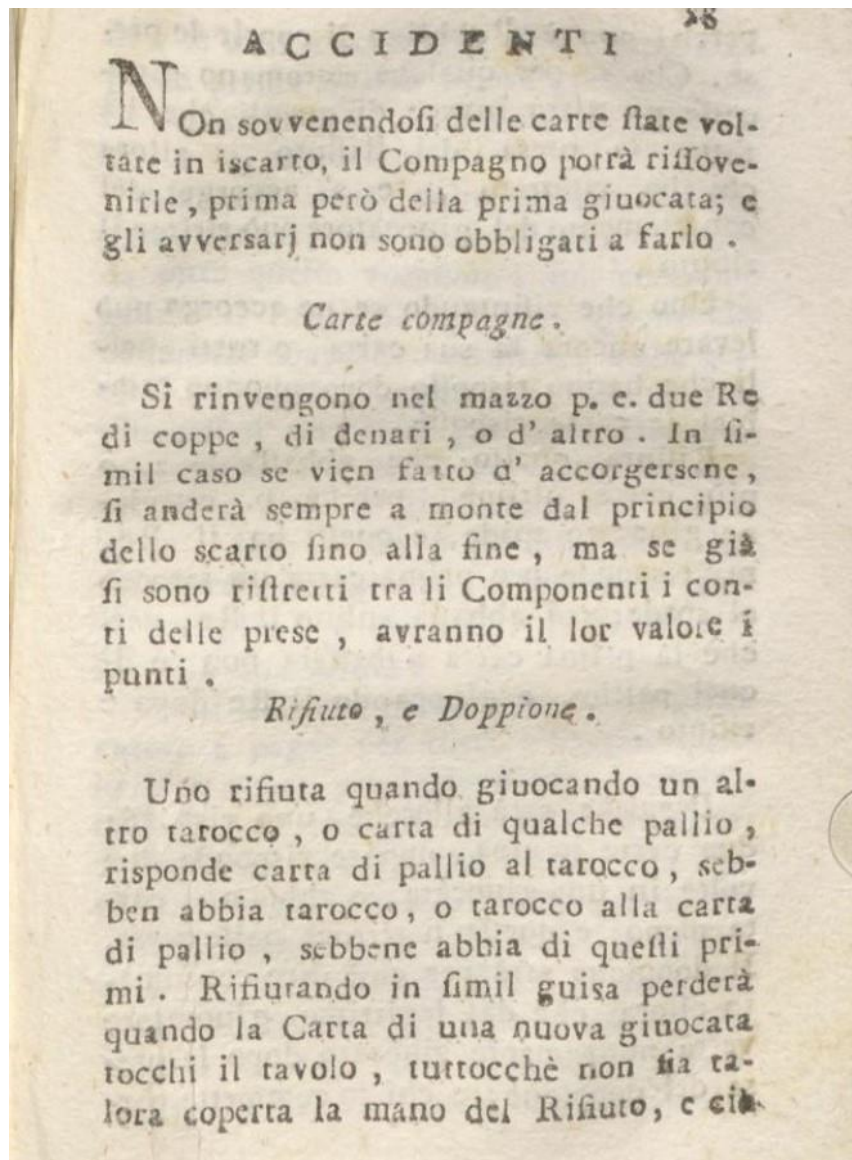 28
ACCIDENTI
NOn sovvenendoſi delle carte ſtate vol-
tate in iscarto, il Compagno potrà riſſove-
nirle, prima però della prima giuocata; e
gli avversarj non sono obbligati a farlo.
Carte compagne.
Si rinvengono nel mazzo p. e. due Re
di coppe, di denari, o d' altro. In ſi-
mil caso se vien fatto d' accorgersene,
ſi anderà sempre a monte dal principio
dello scarto ſino alla fine, ma se già
ſi sono riſtretti tra li Componenti i con-
ti delle prese, avranno il lor valore i
punti.
Rifiuto, e Doppione.
Uno rifiuta quando giuocando un al-
tro tarocco, o carta di qualche pallio,
risponde carta di pallio al tarocco, seb-
ben abbia tarocco, o tarocco alla carta
di pallio, sebbene abbia di queſti pri-
mi. Rifiutando in ſimil guisa perderà
quando la Carta di una nuova giuocata
tocchi il tavolo, tuttocchè non ſia ta-
lora coperta la mano del Rifiuto, e ciò